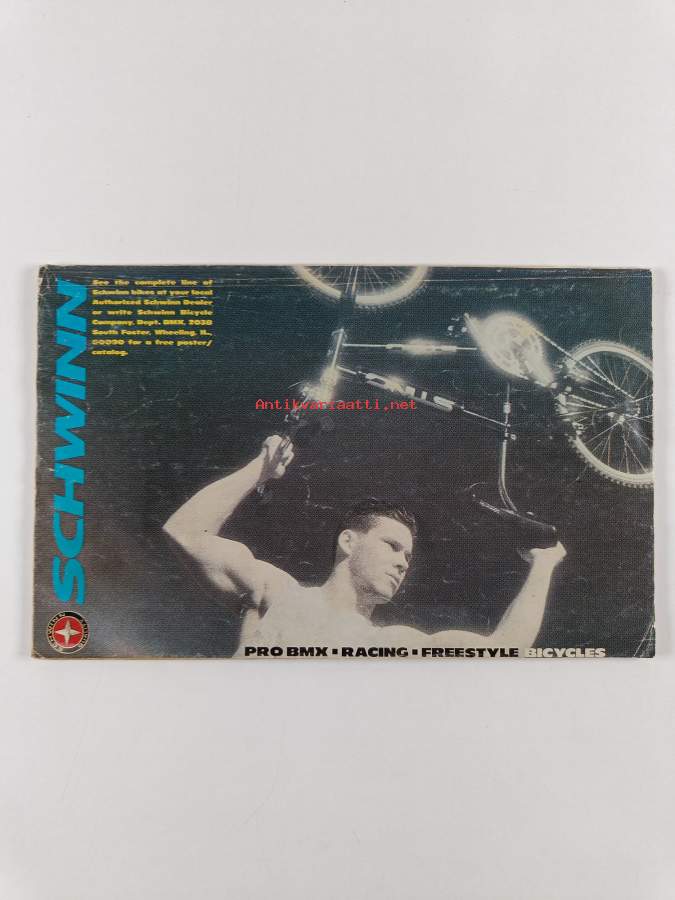 SCHWINN
See the complete line of
Schwinn bikes at your local
Authorized Schwinn Dealer
or write Schwinn Bicycle
Company, Dept. BMX, 2030
South Foster, Wheeling, IL,
60090 for a free poster/
catalog.
Antikvariaatti.net
PRO BMX ▪ RACING ▪ FREESTYLE BICYCLES